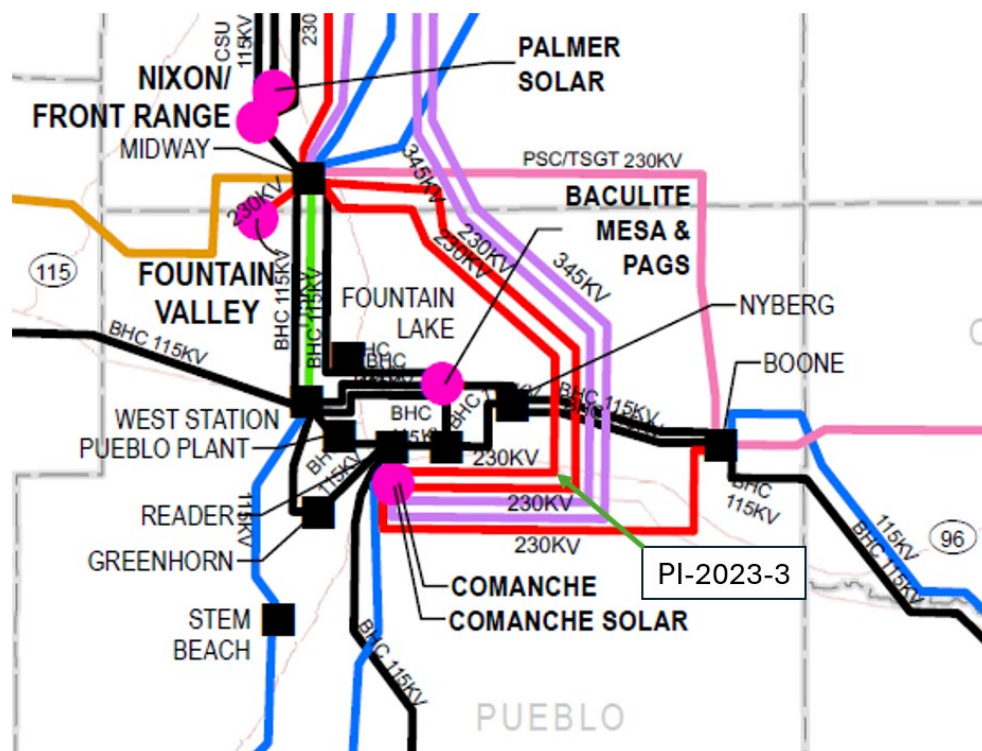 CSU
115KV
230
PALMER
SOLAR
NIXON/
FRONT RANGE
MIDWAY
345KV
PSC/TSGT 230KV
BACULITE
MESA &
PAGS
230KV
230KV
230KV
345KV
115
FOUNTAIN
VALLEY
BHC 115KV
BHC 115KV
FOUNTAIN
LAKE
NYBERG
BHC 115KV
BHC
BOONE
WEST STATION
PUEBLO PLANT
BHC
BHC
BHC 115KV
230KV
115KV
READER
GREENHORN
115KV
230KV
230KV
BHC
115KV
115KV
BHC 115KV
96
PI-2023-3
COMANCHE
COMANCHE SOLAR
STEM
BEACH
BHC 115KV
PUEBLO